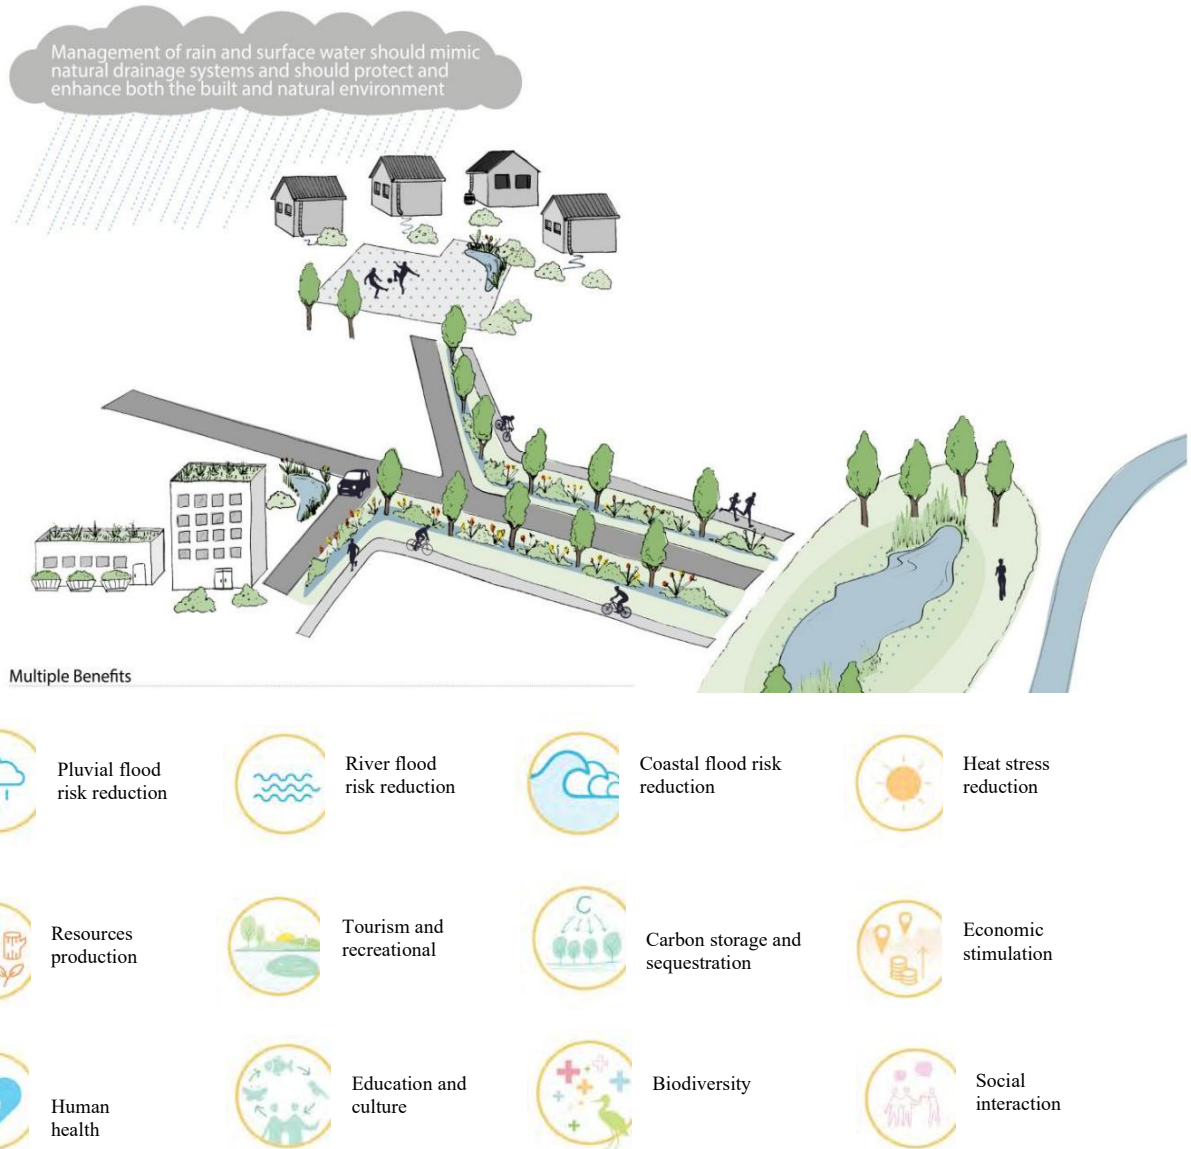 Management of rain and surface water should mimic
natural drainage systems and should protect and
enhance both the built and natural environment
Multiple Benefits
Pluvial flood
risk reduction
River flood
risk reduction
Coastal flood risk
reduction
Heat stress
reduction
Resources
production
Tourism and
recreational
C
Carbon storage and
sequestration
Economic
stimulation
Human
health
Education and
culture
Biodiversity
Social
interaction